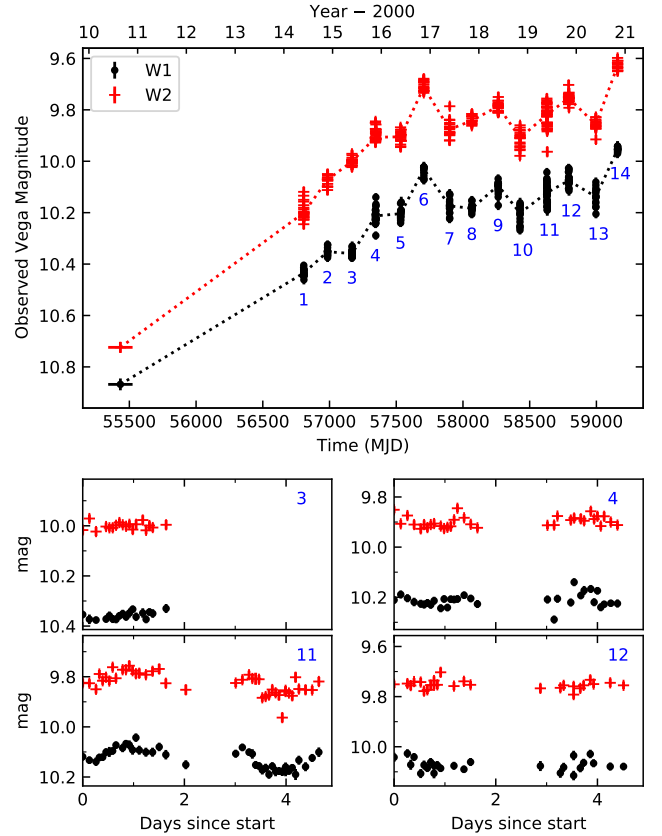 Year − 2000
10 11 12 13 14 15 16 17 18 19 20 21
W1
W2
9.6
9.8
10.0
10.2
10.4
10.6
10.8
Observed Vega Magnitude
1 2 3 4 5 6 7 8 9 10 11 12 13 14
55500 56000 56500 57000 57500 58000 58500 59000
Time (MJD)
3
10.0
10.2
10.4
mag
4
9.8
10.0
10.2
11
9.8
10.0
10.2
mag
0 2 4
Days since start
12
9.6
9.8
10.0
0 2 4
Days since start